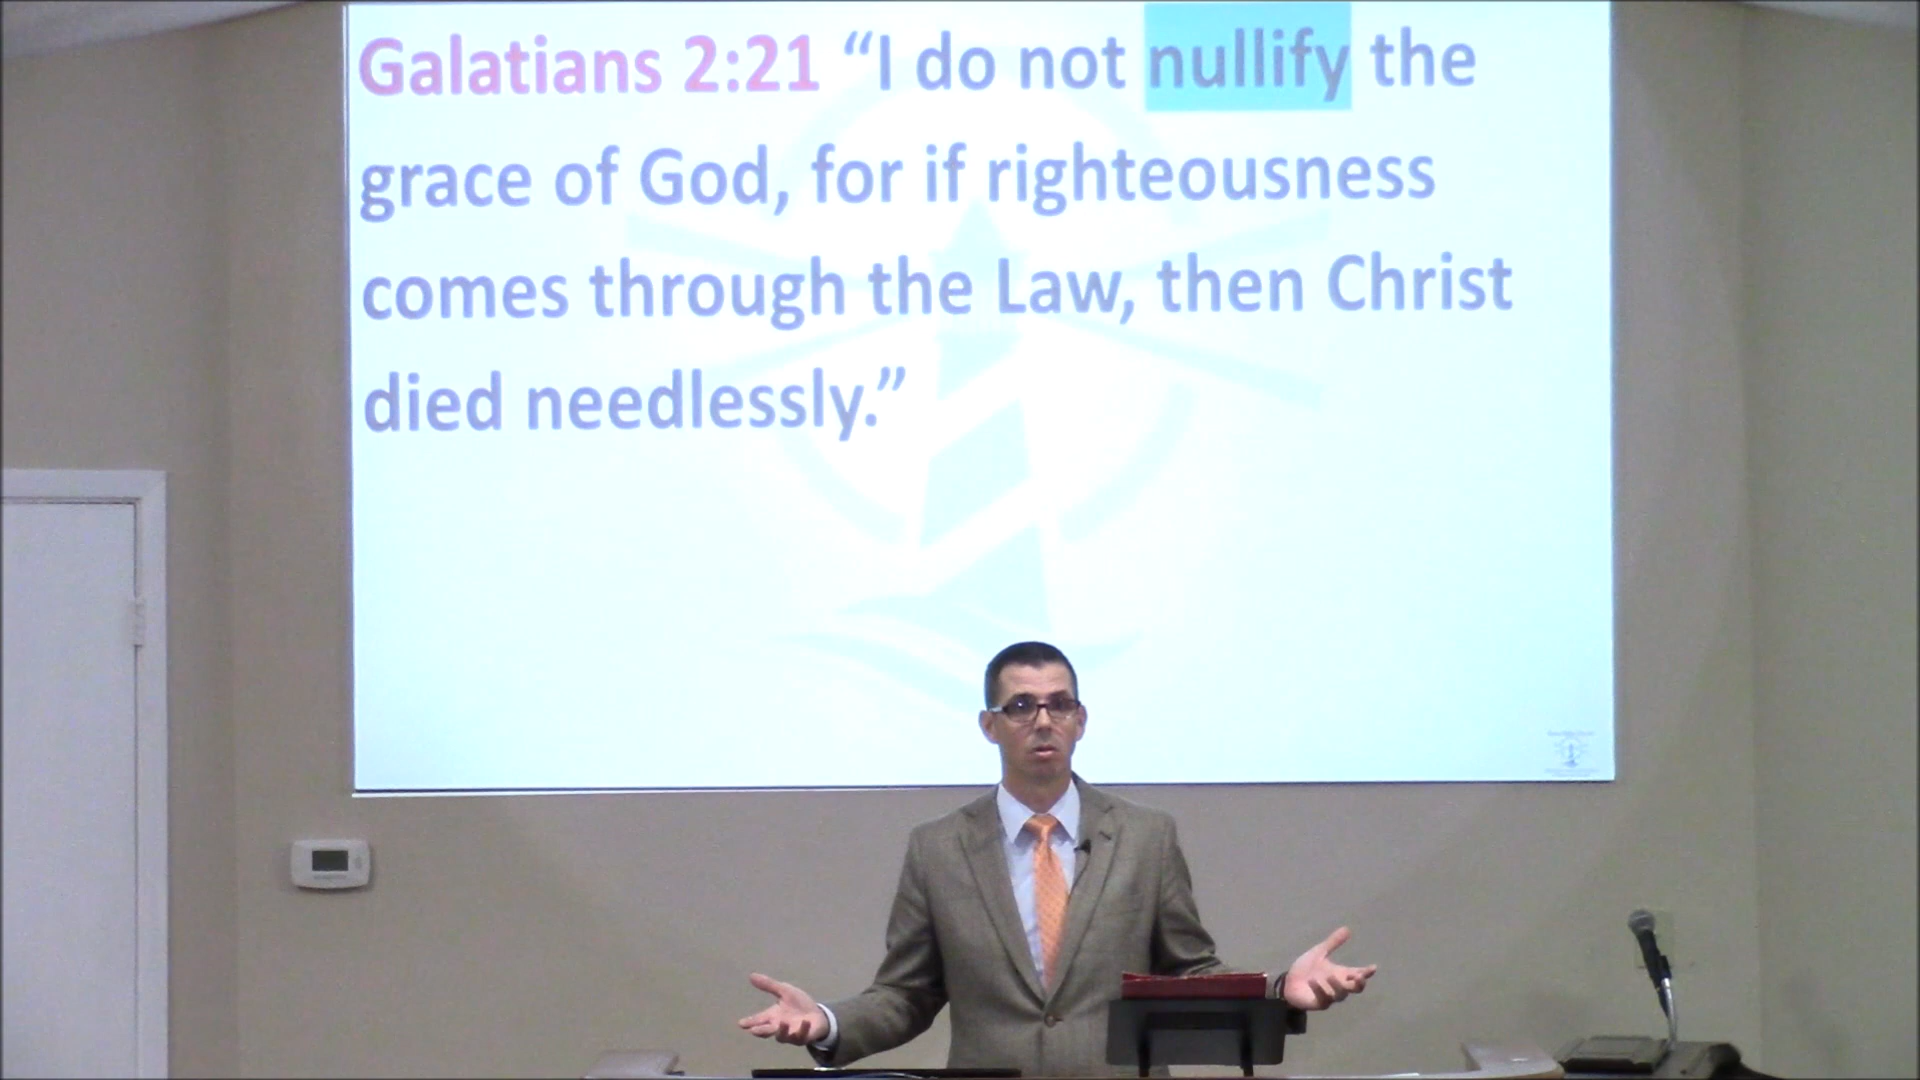 Galatians 2:21 “I do not nullify the
grace of God, for if righteousness
comes through the Law, then Christ
died needlessly.”